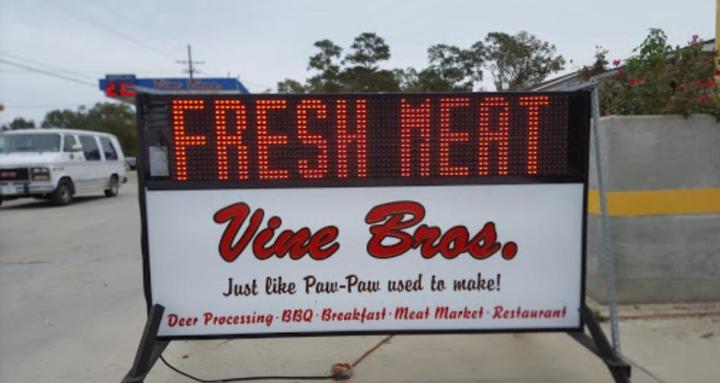 FRESH MEAT
Vine Bros.
Just like Paw-Paw used to make!
Deer Processing · BBQ · Breakfast · Meat Market · Restaurant